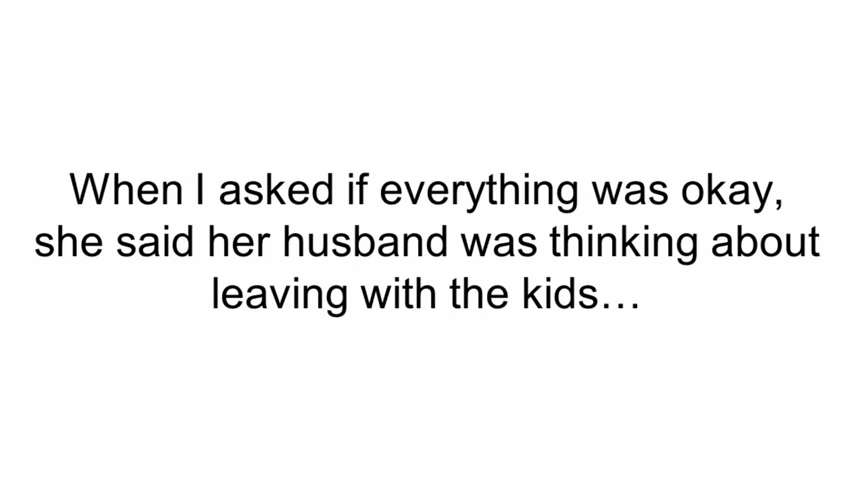 When I asked if everything was okay,
she said her husband was thinking about
leaving with the kids…